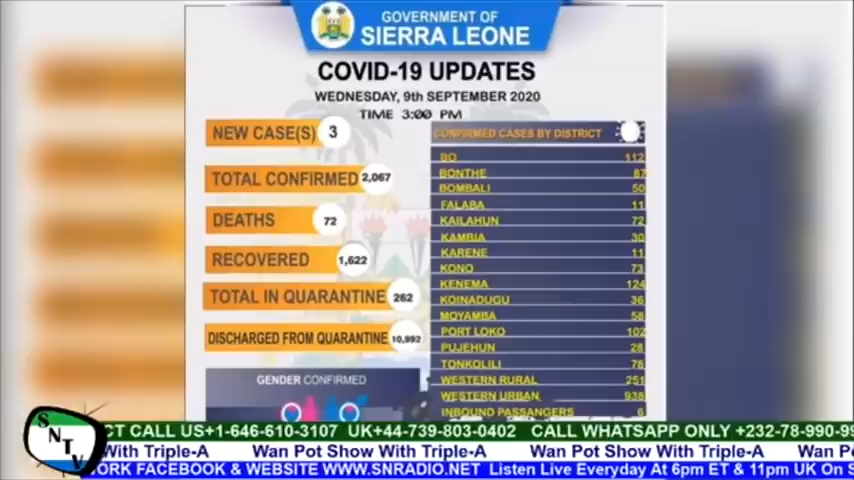 GOVERNMENT OF
SIERRA LEONE
COVID-19 UPDATES
WEDNESDAY, 9th SEPTEMBER 2020
TIME 3:00 PM
NEW CASE(S) 3
TOTAL CONFIRMED 2,067
DEATHS 72
RECOVERED 1,622
TOTAL IN QUARANTINE 262
DISCHARGED FROM QUARANTINE 10,992
GENDER CONFIRMED
CONFIRMED CASES BY DISTRICT
BO 112
BONTHE 87
BOMBALI 50
FALABA 11
KAILAHUN 72
KAMBIA 30
KARENE 11
KONO 73
KENEMA 124
KOINADUGU 36
MOYAMBA 58
PORT LOKO 102
PUJEHUN 28
TONKOLILI 78
WESTERN RURAL 251
WESTERN URBAN 938
INBOUND PASSENGERS 6
SNTV
CT CALL US+1-646-610-3107 UK+44-739-803-0402 CALL WHATSAPP ONLY +232-78-990-99
With Triple-A Wan Pot Show With Triple-A Wan Pot Show With Triple-A Wan P
ORK FACEBOOK & WEBSITE WWW.SNRADIO.NET Listen Live Everyday At 6pm ET & 11pm UK On S